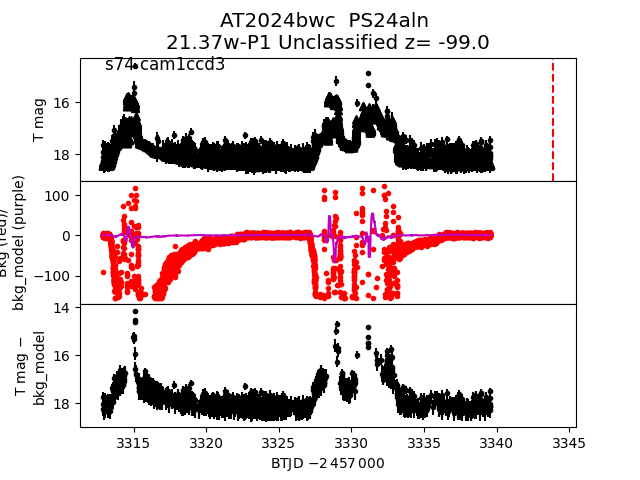 AT2024bwc PS24aln
21.37w-P1 Unclassified z= -99.0
s74 cam1ccd3
T mag
16
18
Bkg (red)/
bkg_model (purple)
100
0
−100
T mag −
bkg_model
14
16
18
3315 3320 3325 3330 3335 3340 3345
BTJD −2 457 000